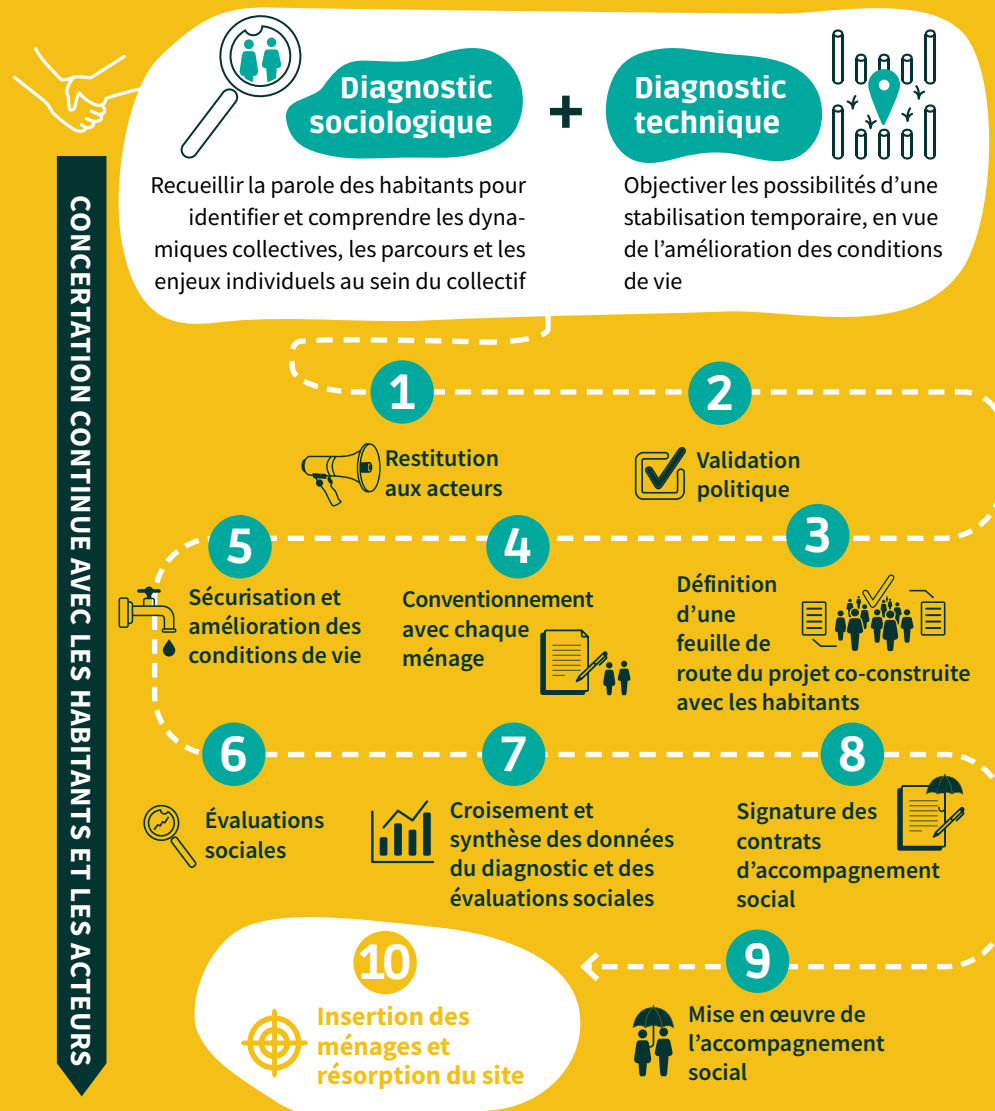 CONCERTATION CONTINUE AVEC LES HABITANTS ET LES ACTEURS
Diagnostic
sociologique
+
Diagnostic
technique
Recueillir la parole des habitants pour
identifier et comprendre les dyna-
miques collectives, les parcours et les
enjeux individuels au sein du collectif
Objectiver les possibilités d’une
stabilisation temporaire, en vue
de l’amélioration des conditions
de vie
1
Restitution
aux acteurs
2
Validation
politique
3
Définition
d’une
feuille de
route du projet co-construite
avec les habitants
4
Conventionnement
avec chaque
ménage
5
Sécurisation et
amélioration des
conditions de vie
6
Évaluations
sociales
7
Croisement et
synthèse des données
du diagnostic et des
évaluations sociales
8
Signature des
contrats
d’accompagnement
social
9
Mise en œuvre de
l’accompagnement
social
10
Insertion des
ménages et
résorption du site